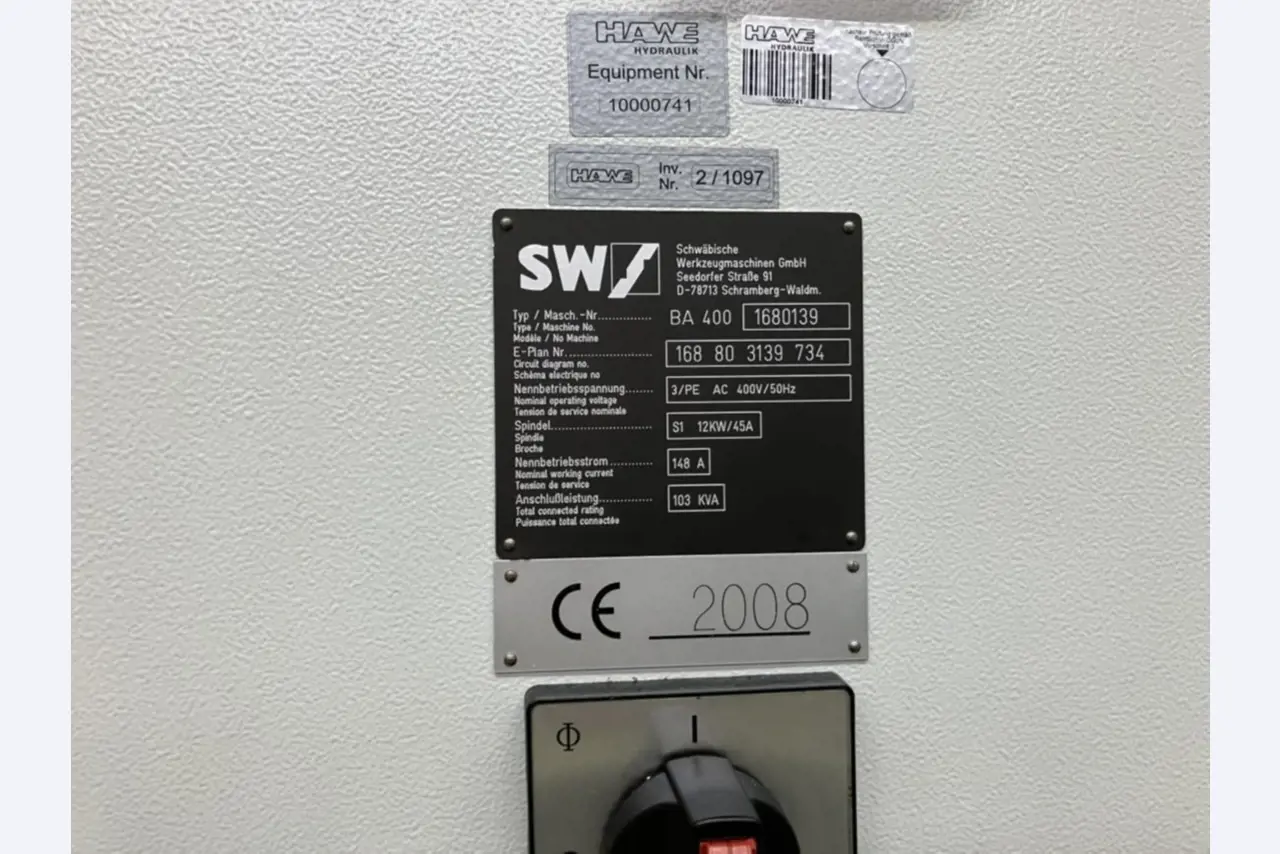 HAWE
HYDRAULIK
Equipment Nr.
10000741
HAWE
HYDRAULIK
10000741
HAWE Inv. Nr. 2 / 1097
SW
Schwäbische
Werkzeugmaschinen GmbH
Seedorfer Straße 91
D-78713 Schramberg-Waldm.
Typ / Masch.-Nr.............. BA 400 1680139
Type / Machine No.
Modèle / No Machine
E-Plan Nr...................... 168 80 3139 734
Circuit diagram no.
Schèma electrique no
Nennbetriebsspannung....... 3/PE AC 400V/50Hz
Nominal operating voltage
Tension de service nominale
Spindel.......................... S1 12KW/45A
Spindle
Broche
Nennbetriebsstrom........... 148 A
Nominal working current
Tension de service
Anschlußleistung............. 103 KVA
Total connected rating
Puissance total connectée
CE 2008
I